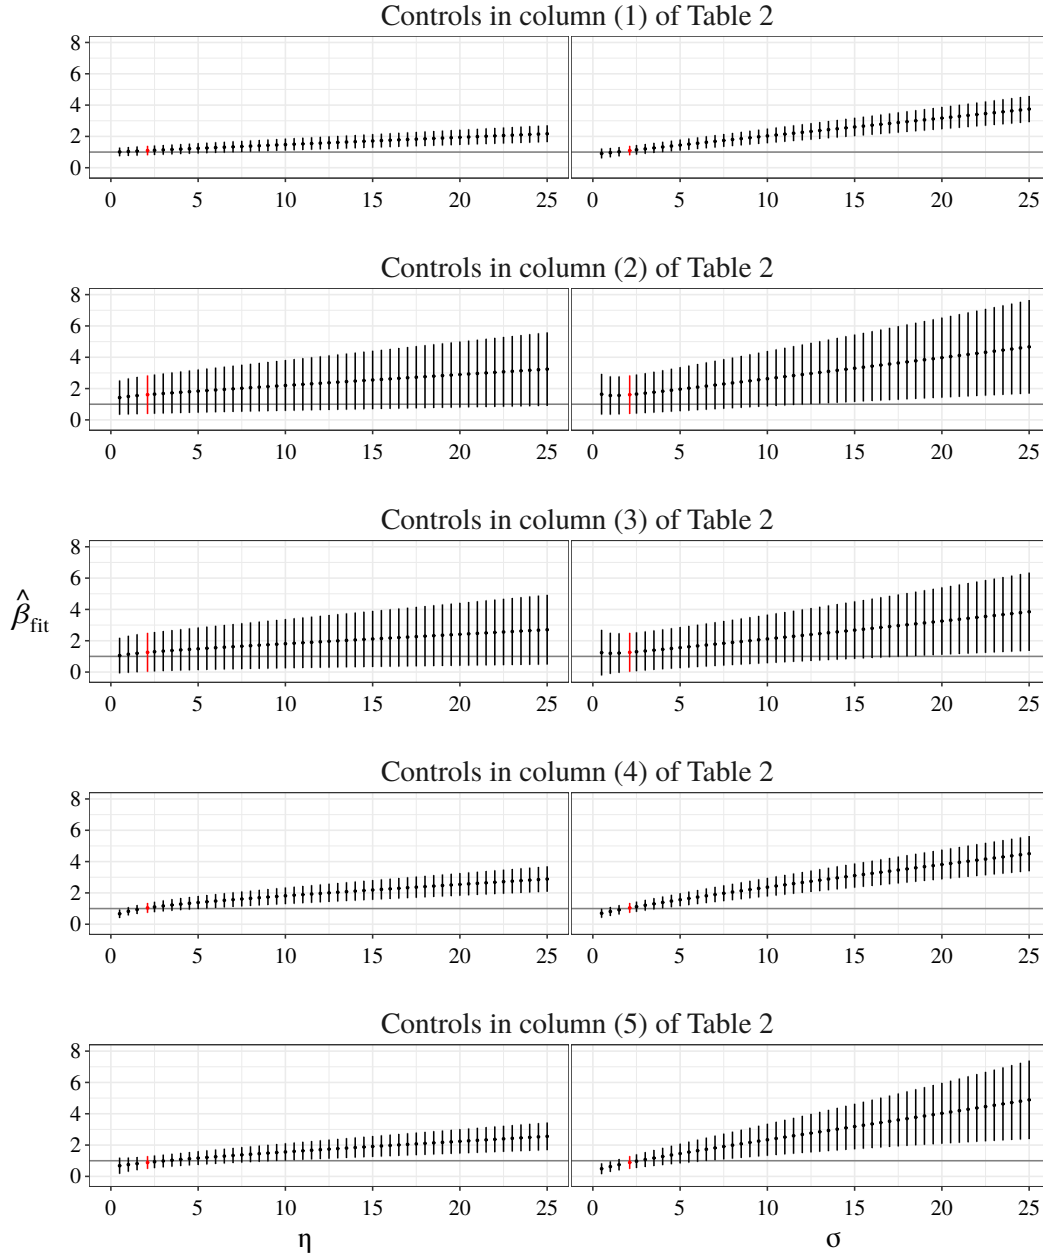 Controls in column (1) of Table 2
8
6
4
2
0
0 5 10 15 20 25 0 5 10 15 20 25
Controls in column (2) of Table 2
8
6
4
2
0
0 5 10 15 20 25 0 5 10 15 20 25
Controls in column (3) of Table 2
8
6
4
2
0
0 5 10 15 20 25 0 5 10 15 20 25
β̂fit
Controls in column (4) of Table 2
8
6
4
2
0
0 5 10 15 20 25 0 5 10 15 20 25
Controls in column (5) of Table 2
8
6
4
2
0
0 5 10 15 20 25 0 5 10 15 20 25
η σ